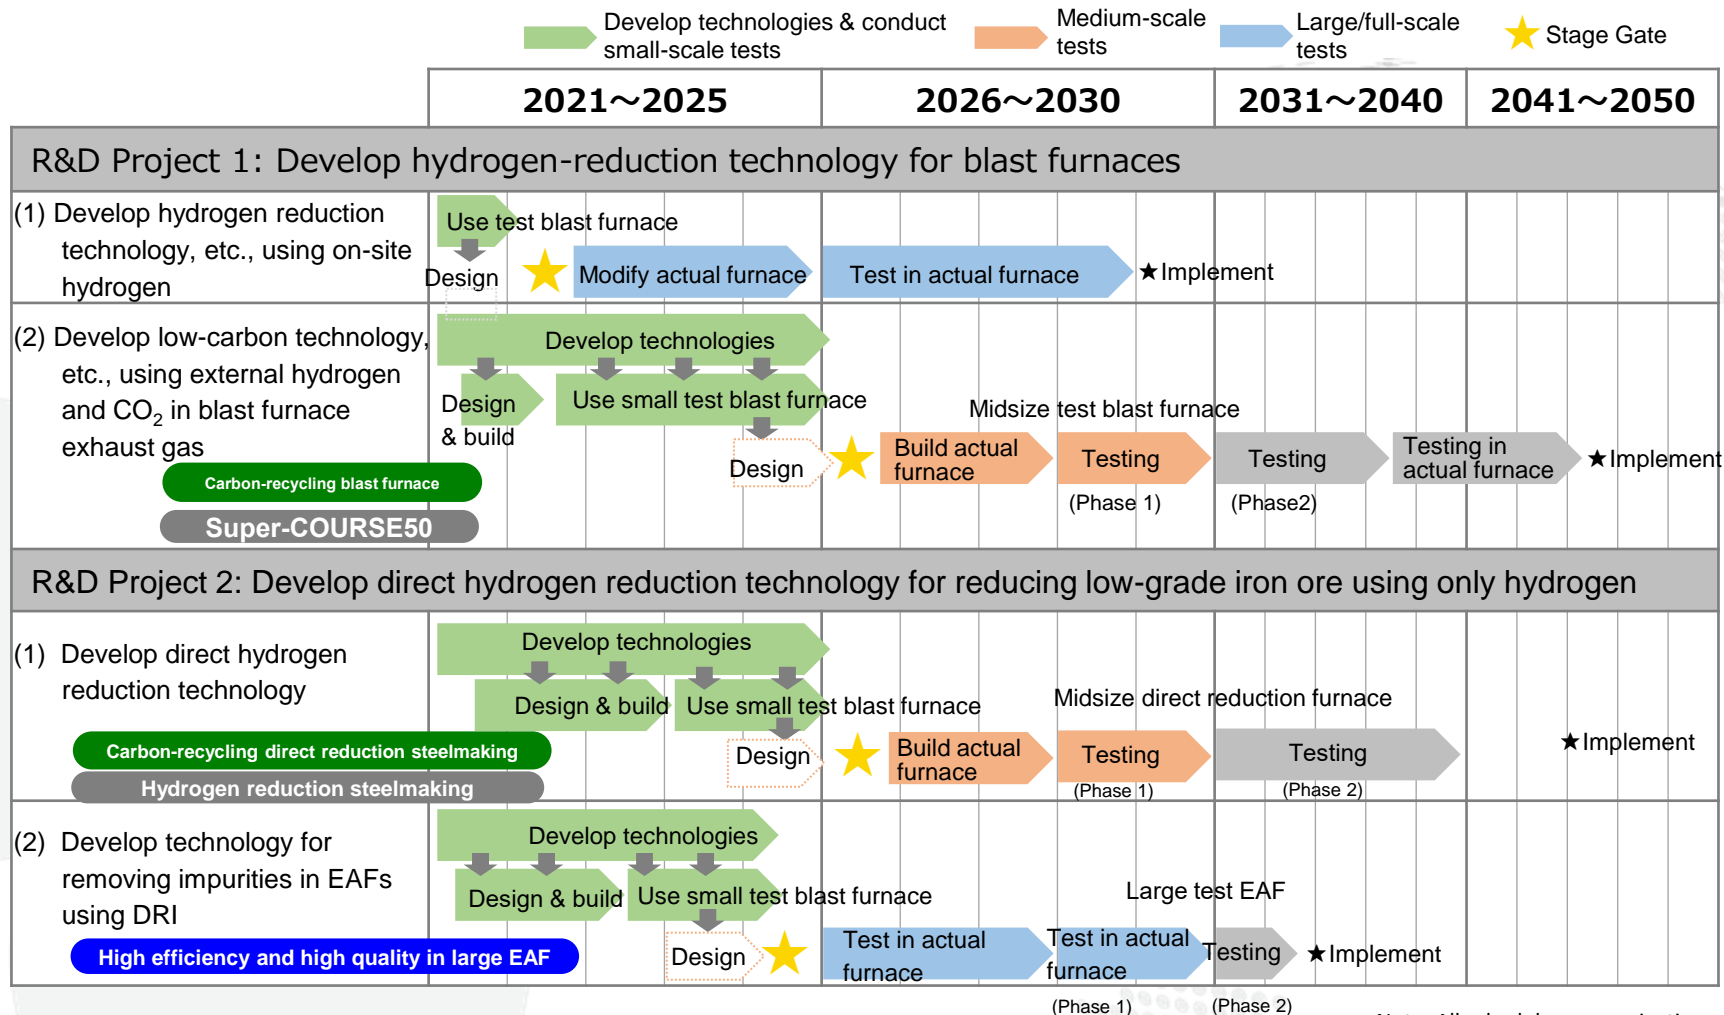 Develop technologies & conduct
small-scale tests
Medium-scale
tests
Large/full-scale
tests
Stage Gate
2021～2025
2026～2030
2031～2040
2041～2050
R&D Project 1: Develop hydrogen-reduction technology for blast furnaces
(1) Develop hydrogen reduction
technology, etc., using on-site
hydrogen
Use test blast furnace
Design
Modify actual furnace
Test in actual furnace
★Implement
(2) Develop low-carbon technology,
etc., using external hydrogen
and CO2 in blast furnace
exhaust gas
Carbon-recycling blast furnace
Super-COURSE50
Develop technologies
Design
& build
Use small test blast furnace
Design
Midsize test blast furnace
Build actual
furnace
Testing
(Phase 1)
Testing
(Phase2)
Testing in
actual furnace
★Implement
R&D Project 2: Develop direct hydrogen reduction technology for reducing low-grade iron ore using only hydrogen
(1) Develop direct hydrogen
reduction technology
Carbon-recycling direct reduction steelmaking
Hydrogen reduction steelmaking
Develop technologies
Design & build
Use small test blast furnace
Design
Midsize direct reduction furnace
Build actual
furnace
Testing
(Phase 1)
Testing
(Phase 2)
★Implement
(2) Develop technology for
removing impurities in EAFs
using DRI
High efficiency and high quality in large EAF
Develop technologies
Design & build
Use small test blast furnace
Design
Large test EAF
Test in actual
furnace
Test in actual
furnace
(Phase 1)
Testing
(Phase 2)
★Implement